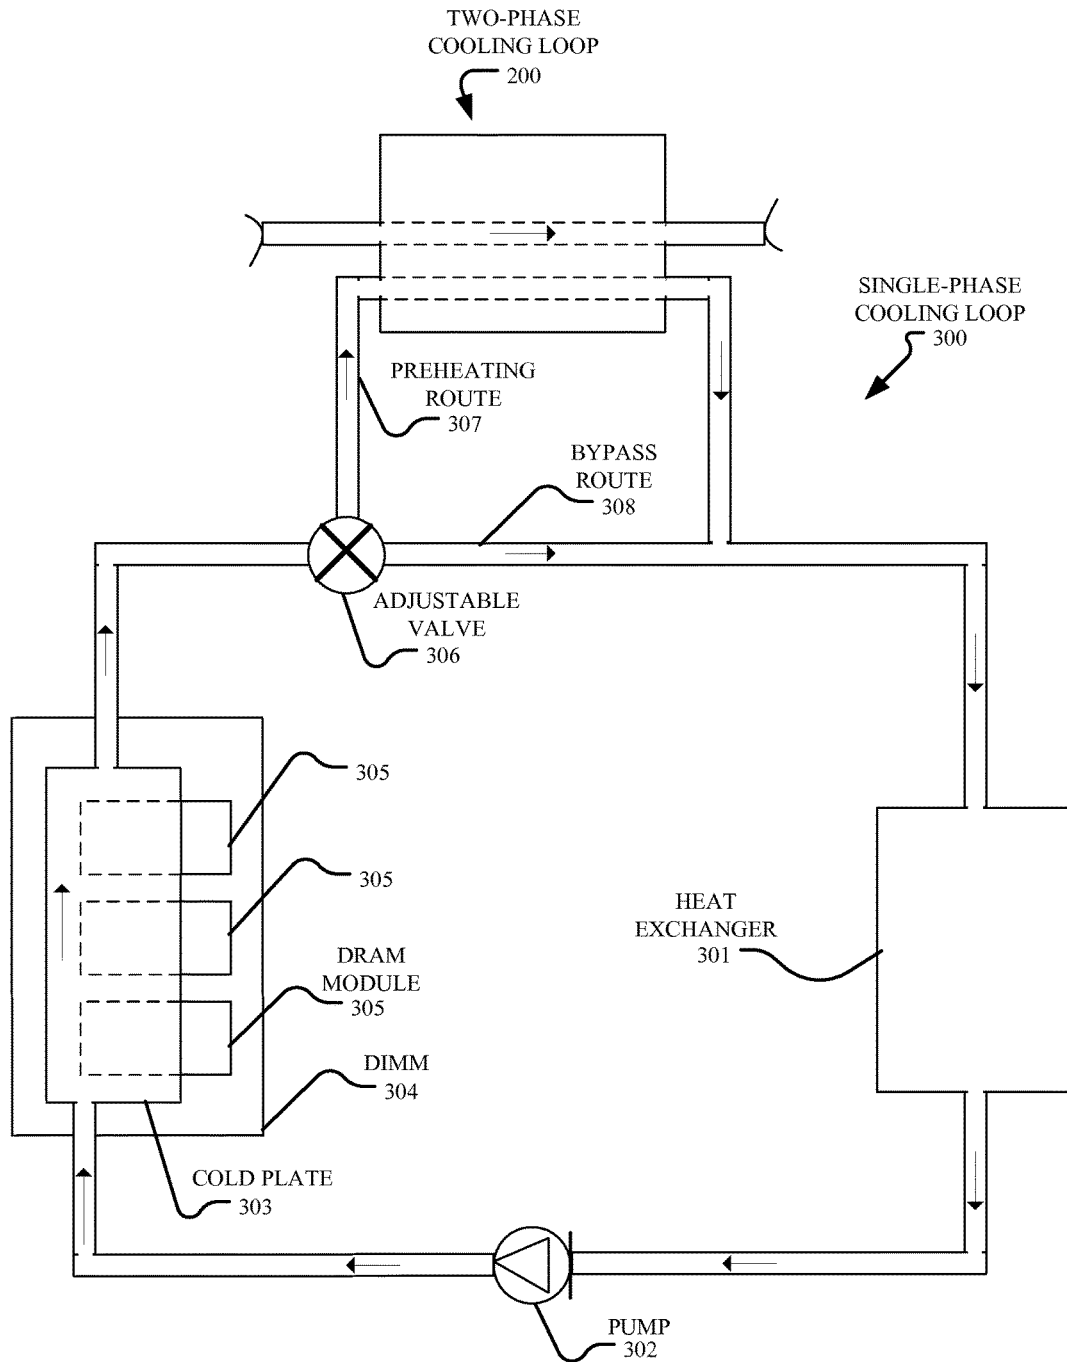 TWO-PHASE
COOLING LOOP
200
SINGLE-PHASE
COOLING LOOP
300
PREHEATING
ROUTE
307
BYPASS
ROUTE
308
ADJUSTABLE
VALVE
306
305
305
DRAM
MODULE
305
HEAT
EXCHANGER
301
DIMM
304
COLD PLATE
303
PUMP
302